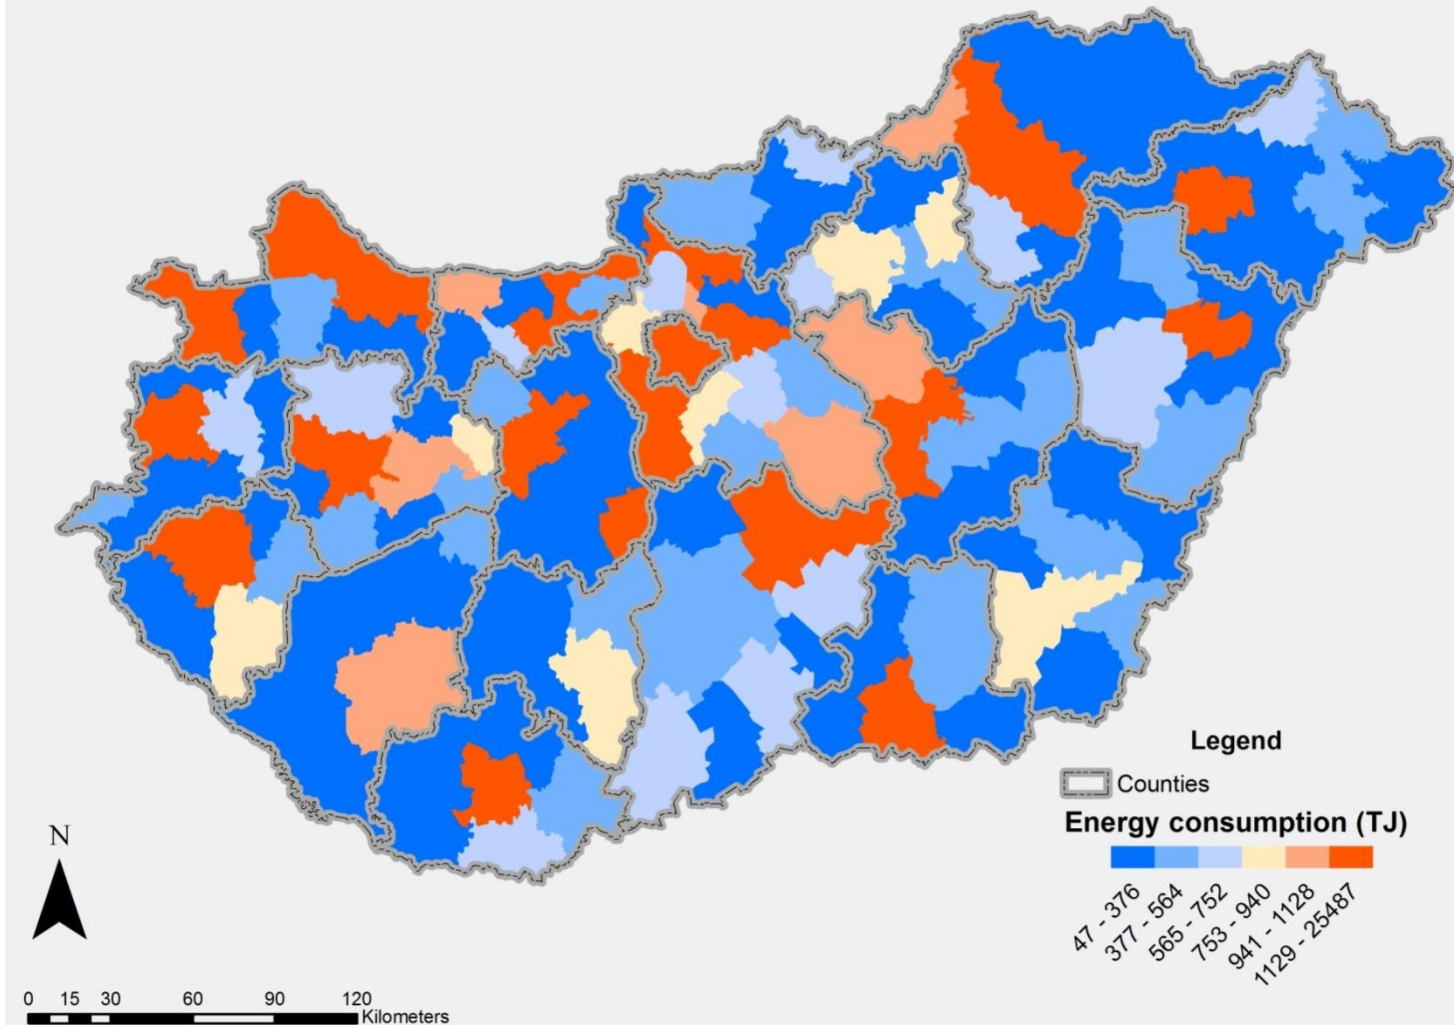 Legend
Counties
Energy consumption (TJ)
47 - 376
377 - 564
565 - 752
753 - 940
941 - 1128
1129 - 25487
N
0 15 30 60 90 120
Kilometers